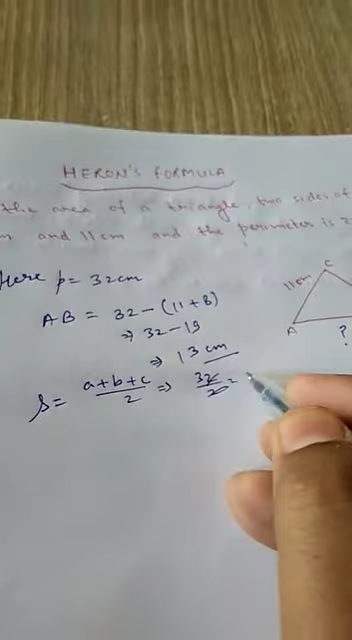 HERON'S FORMULA
the area of a triangle, two sides of
and 11cm and the perimeter is
Here p = 32cm
AB = 32 - (11+8)
⇒ 32-19
⇒ 13 cm
S = a+b+c/2 ⇒ 32/2 =
C
11cm
A
?